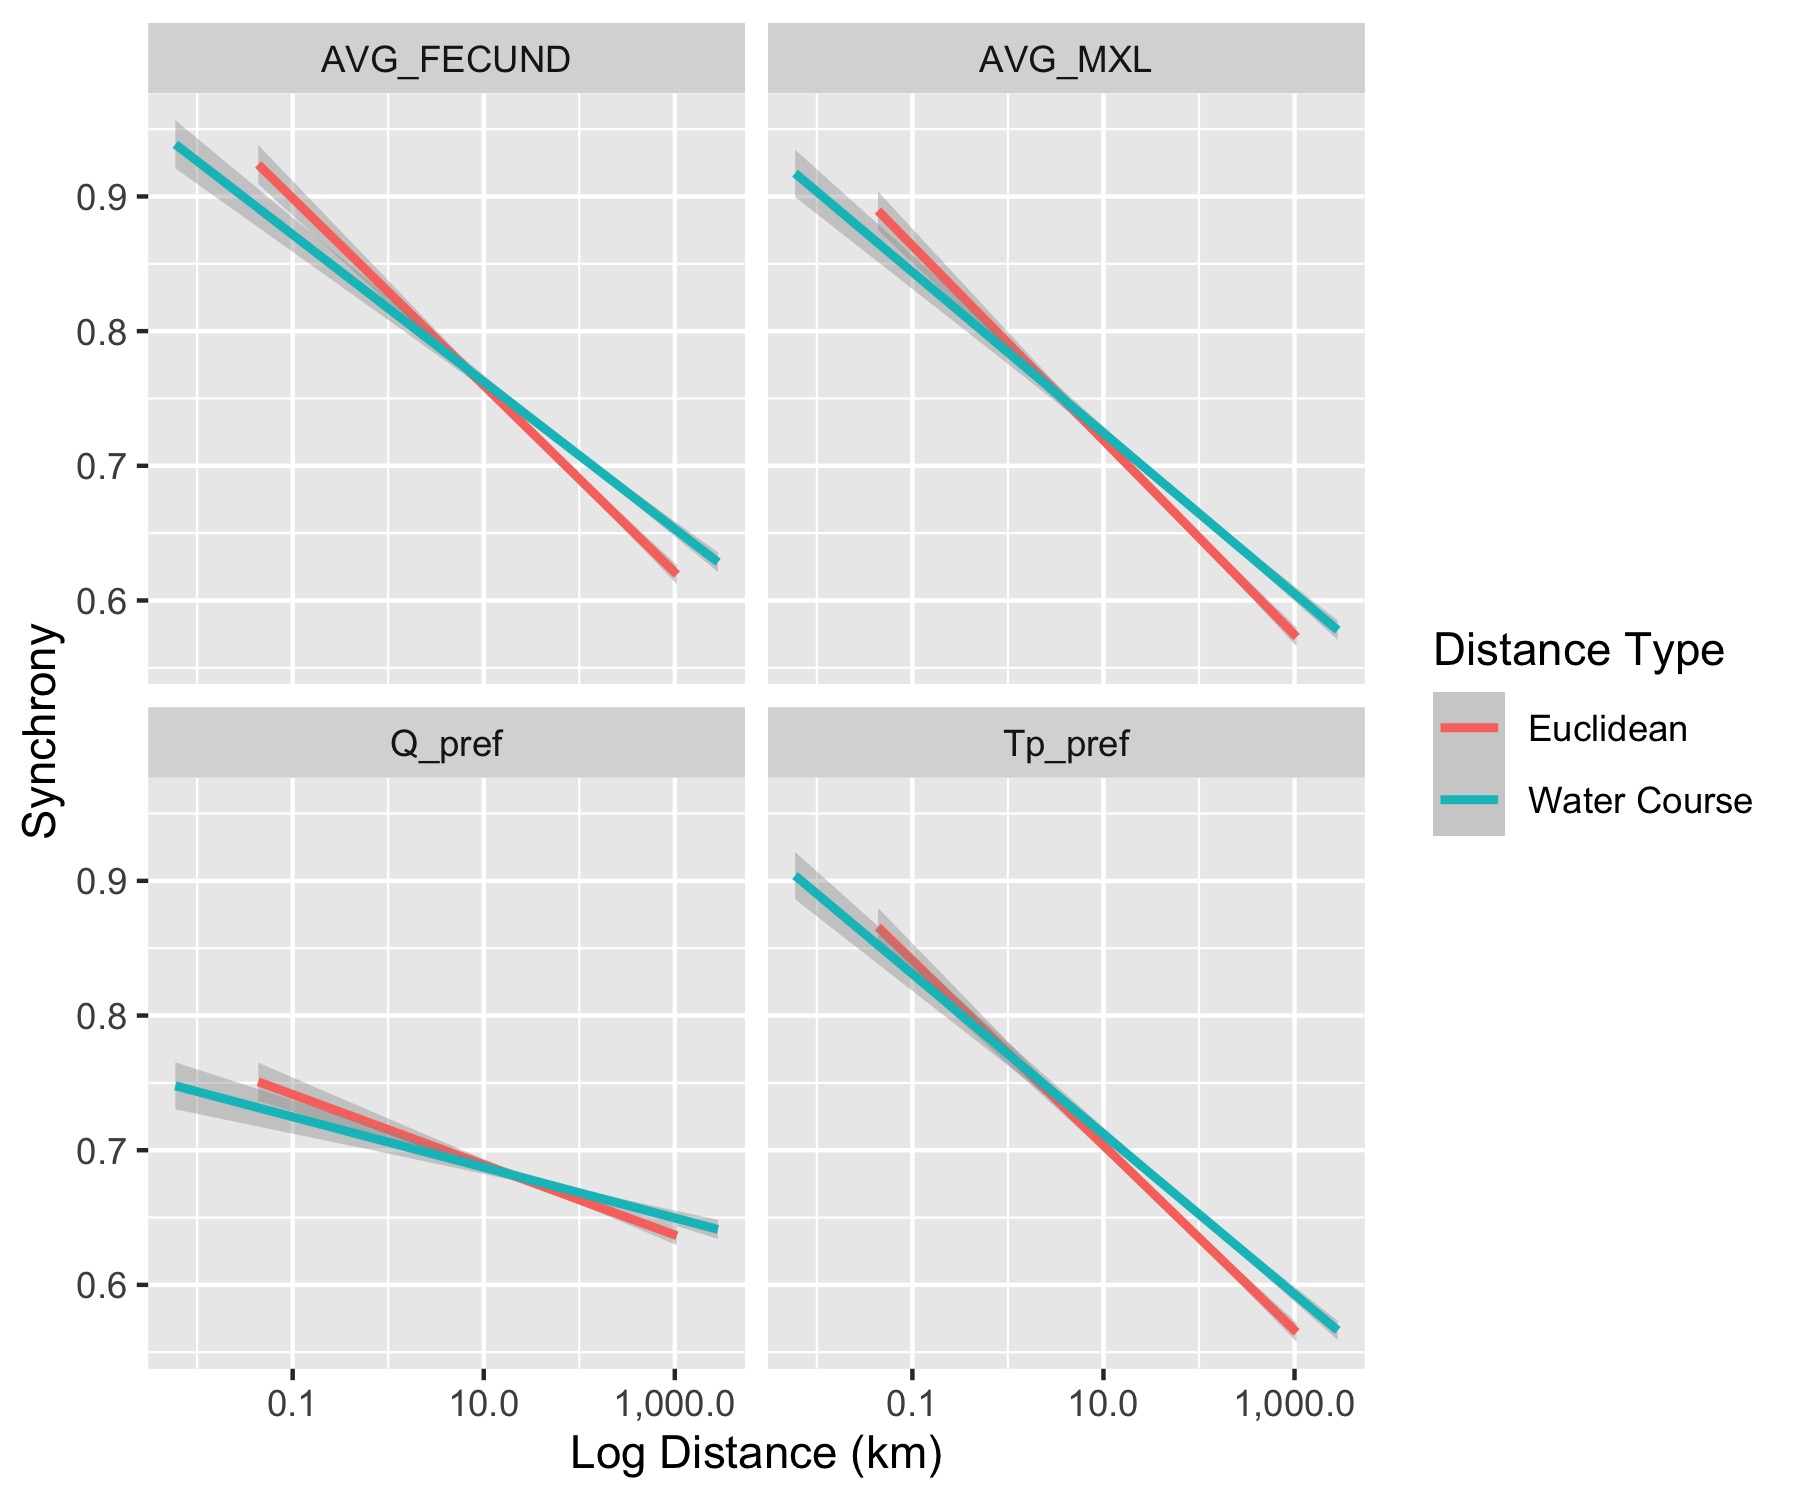 AVG_FECUND
AVG_MXL
0.9
0.8
0.7
0.6
Synchrony
Q_pref
Tp_pref
0.9
0.8
0.7
0.6
0.1
10.0
1,000.0
0.1
10.0
1,000.0
Log Distance (km)
Distance Type
Euclidean
Water Course